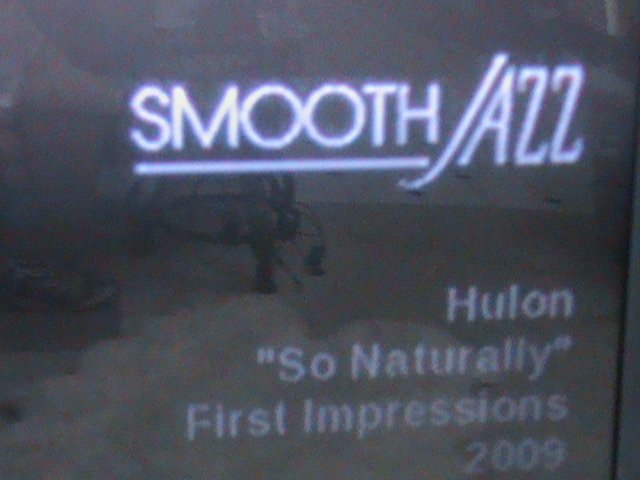 SMOOTH JAZZ
Hulon
"So Naturally"
First Impressions
2009